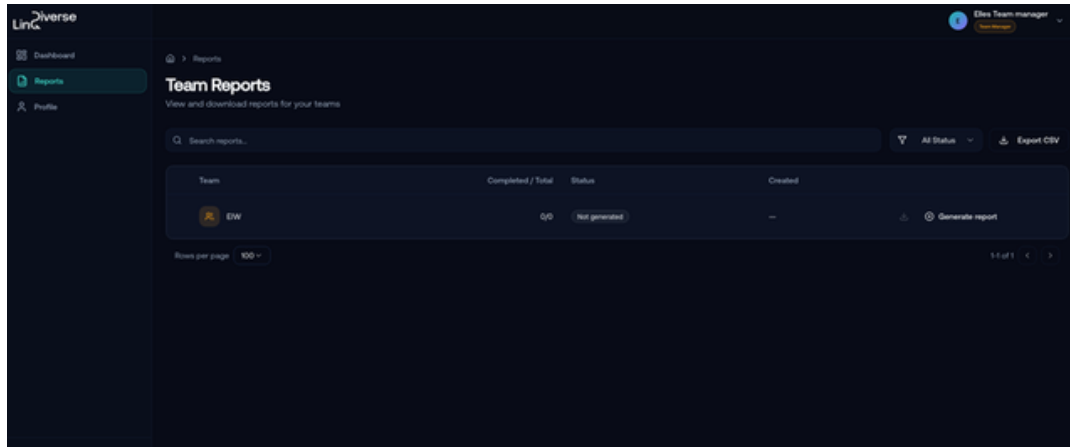 LinQDiverse
Elles Team manager
Team Manager
Dashboard
Reports
Profile
Reports
Team Reports
View and download reports for your teams
Search reports...
All Status
Export CSV
Team Completed / Total Status Created
EIW 0/0 Not generated — Generate report
Rows per page 100
1-1 of 1